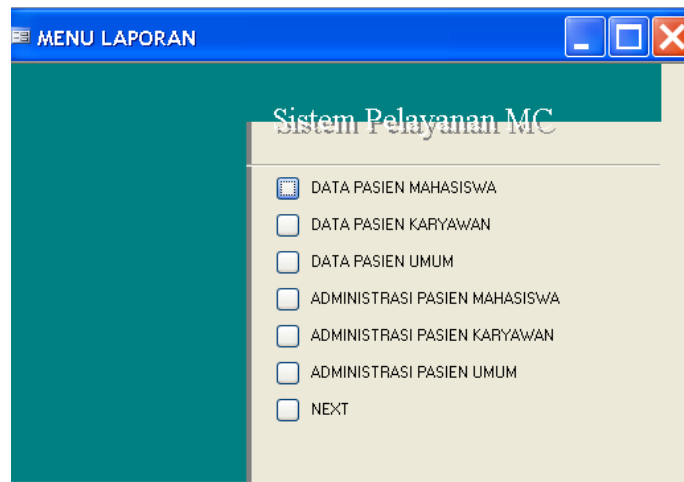 MENU LAPORAN
Sistem Pelayanan MC
DATA PASIEN MAHASISWA
DATA PASIEN KARYAWAN
DATA PASIEN UMUM
ADMINISTRASI PASIEN MAHASISWA
ADMINISTRASI PASIEN KARYAWAN
ADMINISTRASI PASIEN UMUM
NEXT